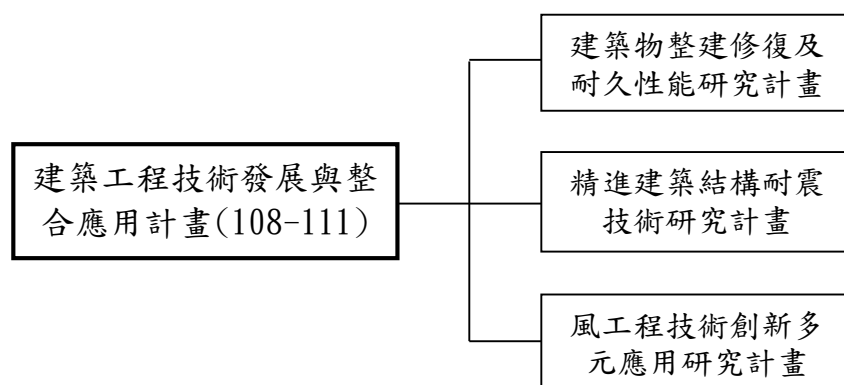 建築物整建修復及
耐久性能研究計畫
建築工程技術發展與整
合應用計畫(108-111)
精進建築結構耐震
技術研究計畫
風工程技術創新多
元應用研究計畫